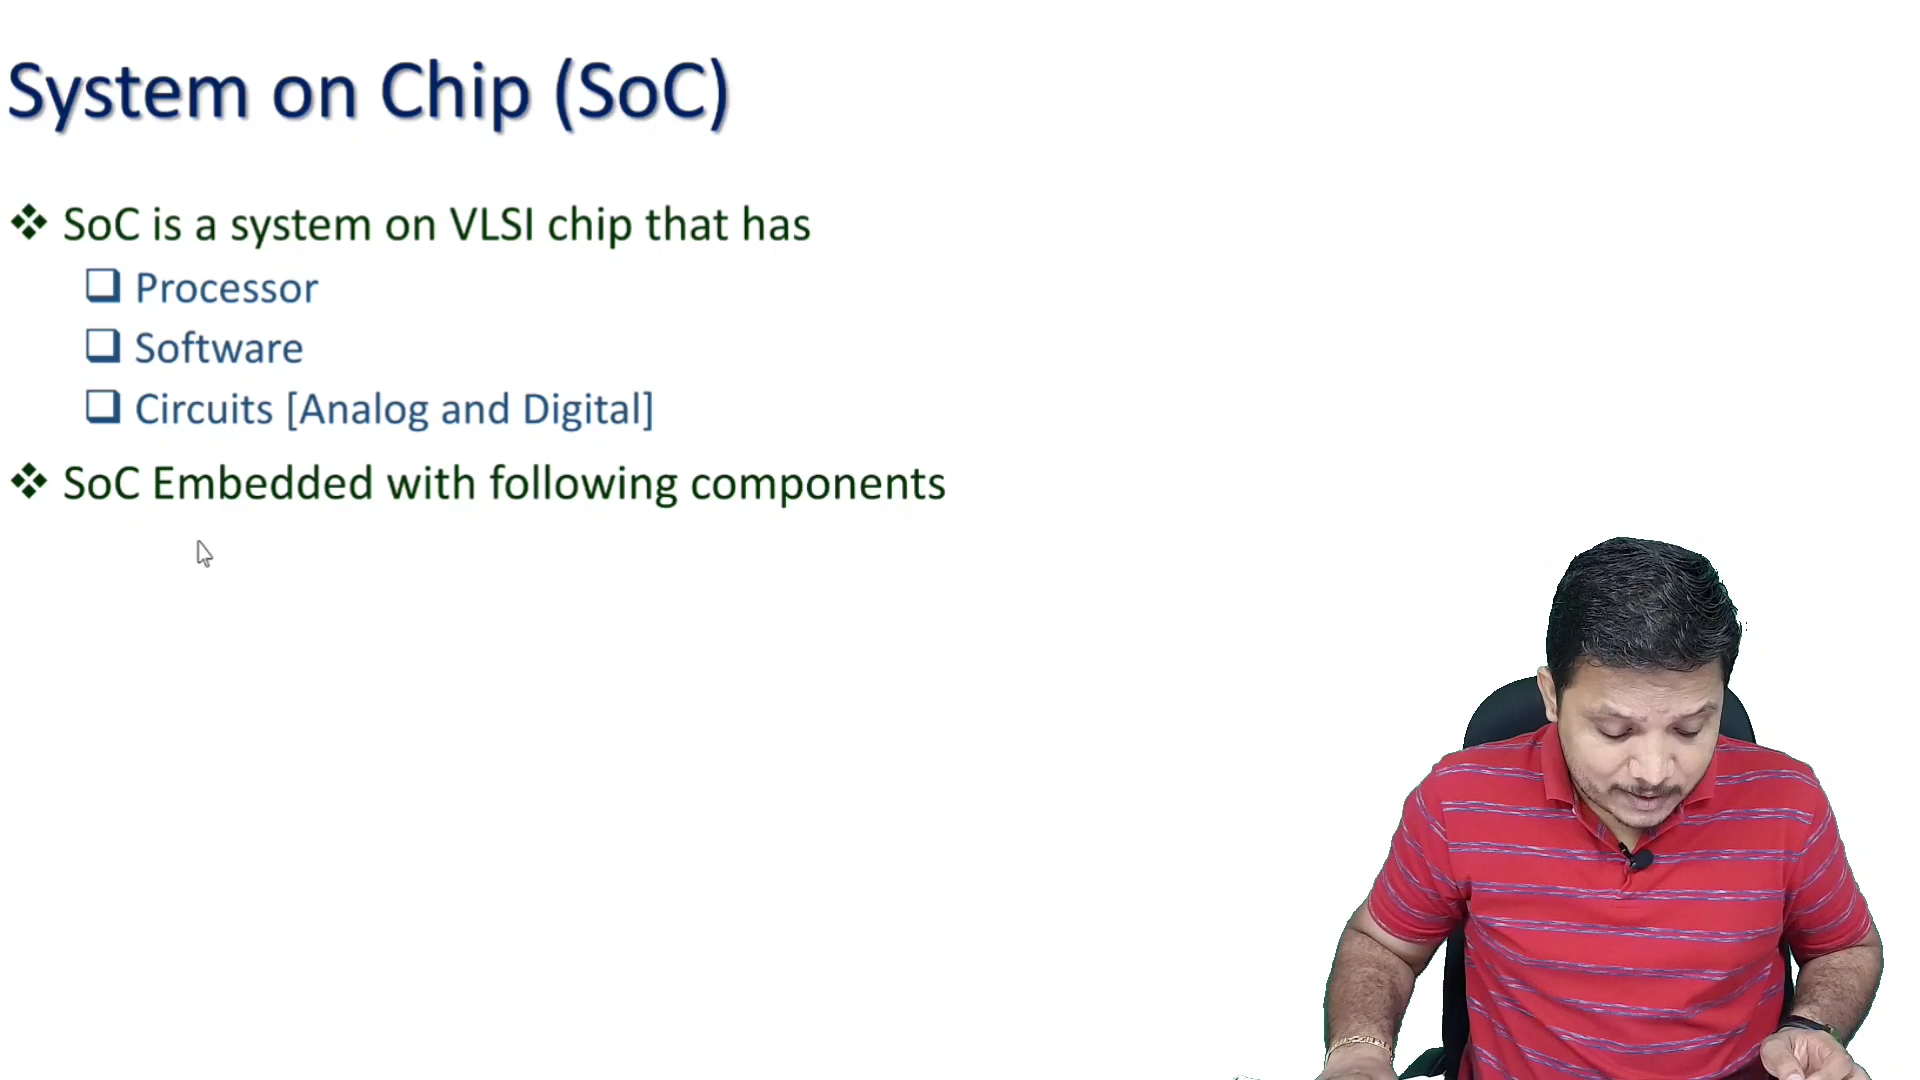 System on Chip (SoC)
SoC is a system on VLSI chip that has
Processor
Software
Circuits [Analog and Digital]
SoC Embedded with following components